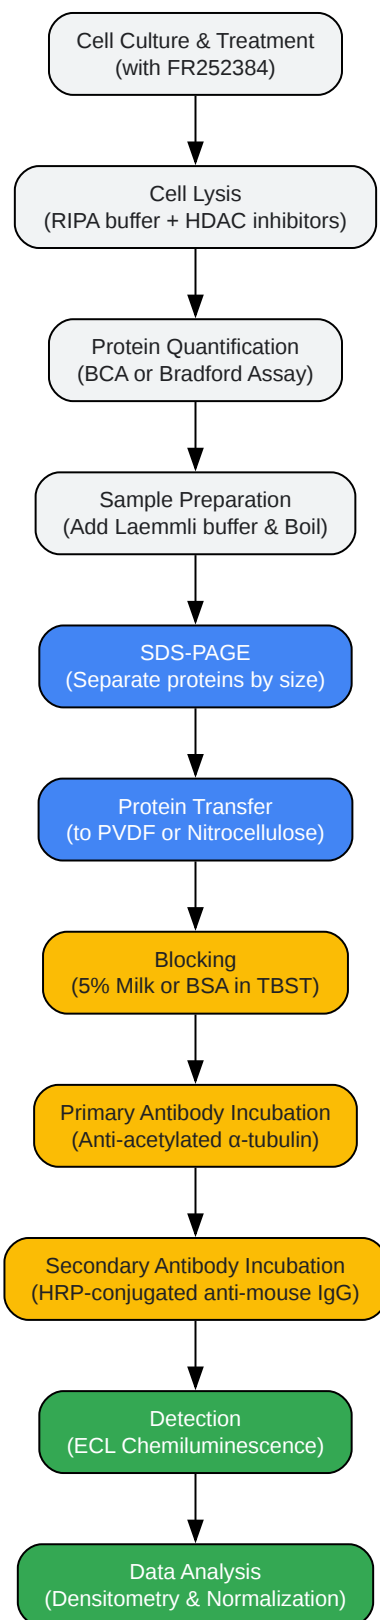 Cell Culture & Treatment
(with FR252384)
Cell Lysis
(RIPA buffer + HDAC inhibitors)
Protein Quantification
(BCA or Bradford Assay)
Sample Preparation
(Add Laemmli buffer & Boil)
SDS-PAGE
(Separate proteins by size)
Protein Transfer
(to PVDF or Nitrocellulose)
Blocking
(5% Milk or BSA in TBST)
Primary Antibody Incubation
(Anti-acetylated α-tubulin)
Secondary Antibody Incubation
(HRP-conjugated anti-mouse IgG)
Detection
(ECL Chemiluminescence)
Data Analysis
(Densitometry & Normalization)